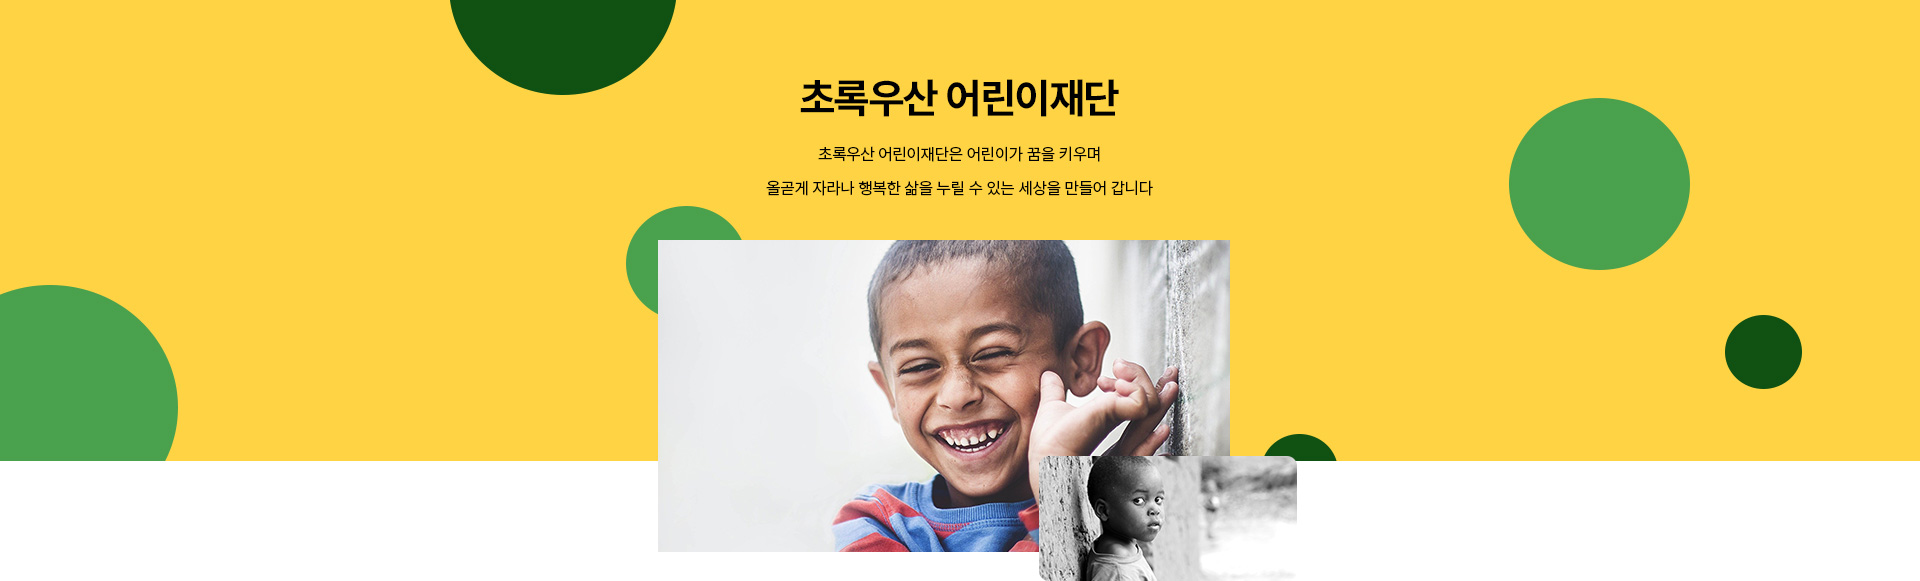 초록우산 어린이재단
초록우산 어린이재단은 어린이가 꿈을 키우며
올곧게 자라나 행복한 삶을 누릴 수 있는 세상을 만들어 갑니다